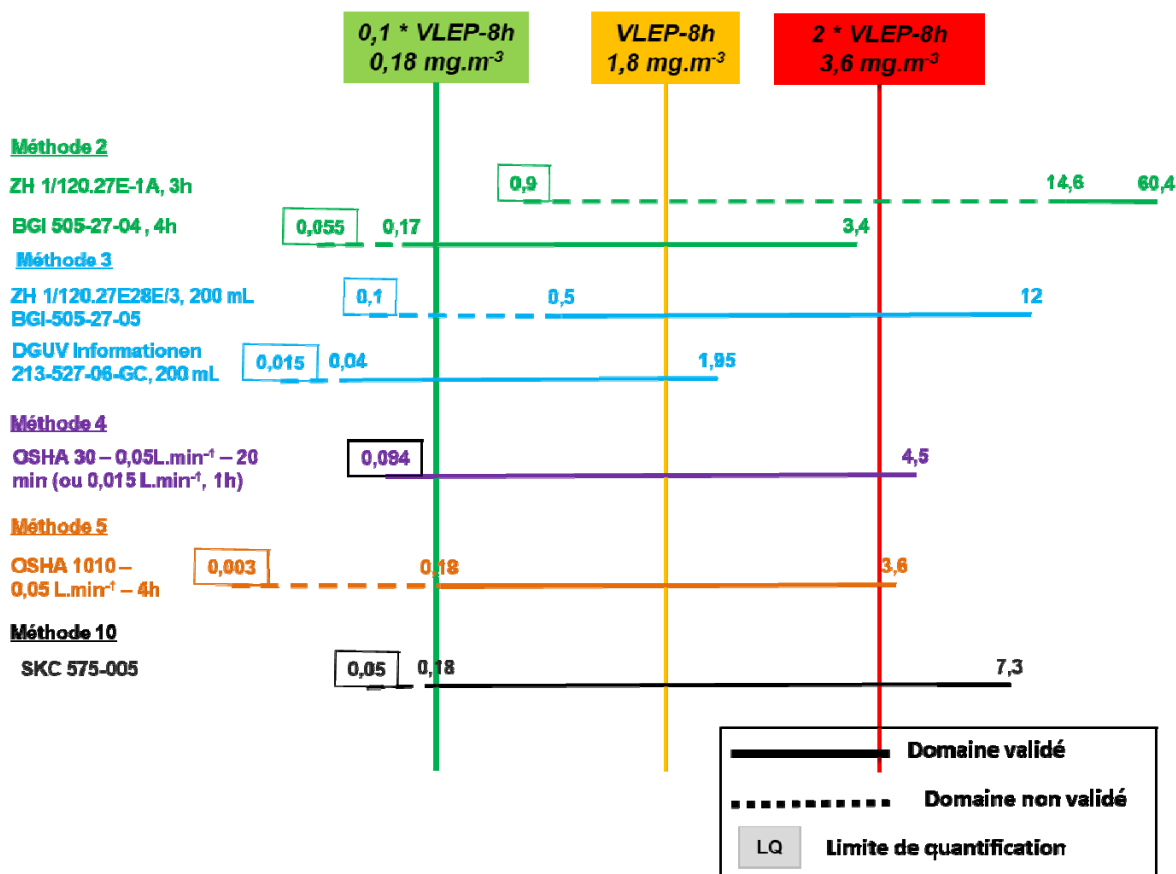 0,1 * VLEP-8h
0,18 mg.m-3
VLEP-8h
1,8 mg.m-3
2 * VLEP-8h
3,6 mg.m-3
Méthode 2
ZH 1/120.27E-1A, 3h
0,9
14,6
60,4
BGI 505-27-04 , 4h
0,055
0,17
3,4
Méthode 3
ZH 1/120.27E28E/3, 200 mL
BGI-505-27-05
0,1
0,5
12
DGUV Informationen
213-527-06-GC, 200 mL
0,015
0,04
1,95
Méthode 4
OSHA 30 – 0,05L.min-1 – 20
min (ou 0,015 L.min-1, 1h)
0,094
4,5
Méthode 5
OSHA 1010 –
0,05 L.min-1 – 4h
0,003
0,18
3,6
Méthode 10
SKC 575-005
0,05
0,18
7,3
Domaine validé
Domaine non validé
LQ
Limite de quantification